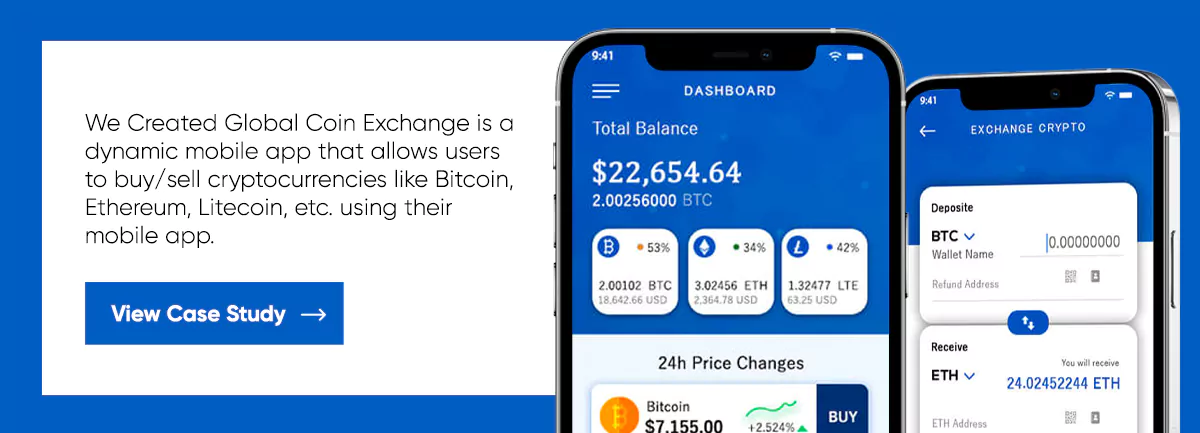 We Created Global Coin Exchange is a
dynamic mobile app that allows users
to buy/sell cryptocurrencies like Bitcoin,
Ethereum, Litecoin, etc. using their
mobile app.
View Case Study
9:41
DASHBOARD
Total Balance
$22,654.64
2.00256000 BTC
53%
2.00102 BTC
18,642.66 USD
34%
3.02456 ETH
2,364.78 USD
42%
1.32477 LTE
63.25 USD
24h Price Changes
Bitcoin
$7,155.00
+2.524%
BUY
9:41
EXCHANGE CRYPTO
Deposite
BTC
Wallet Name
0.00000000
Refund Address
Receive
You will receive
ETH
24.02452244 ETH
ETH Address